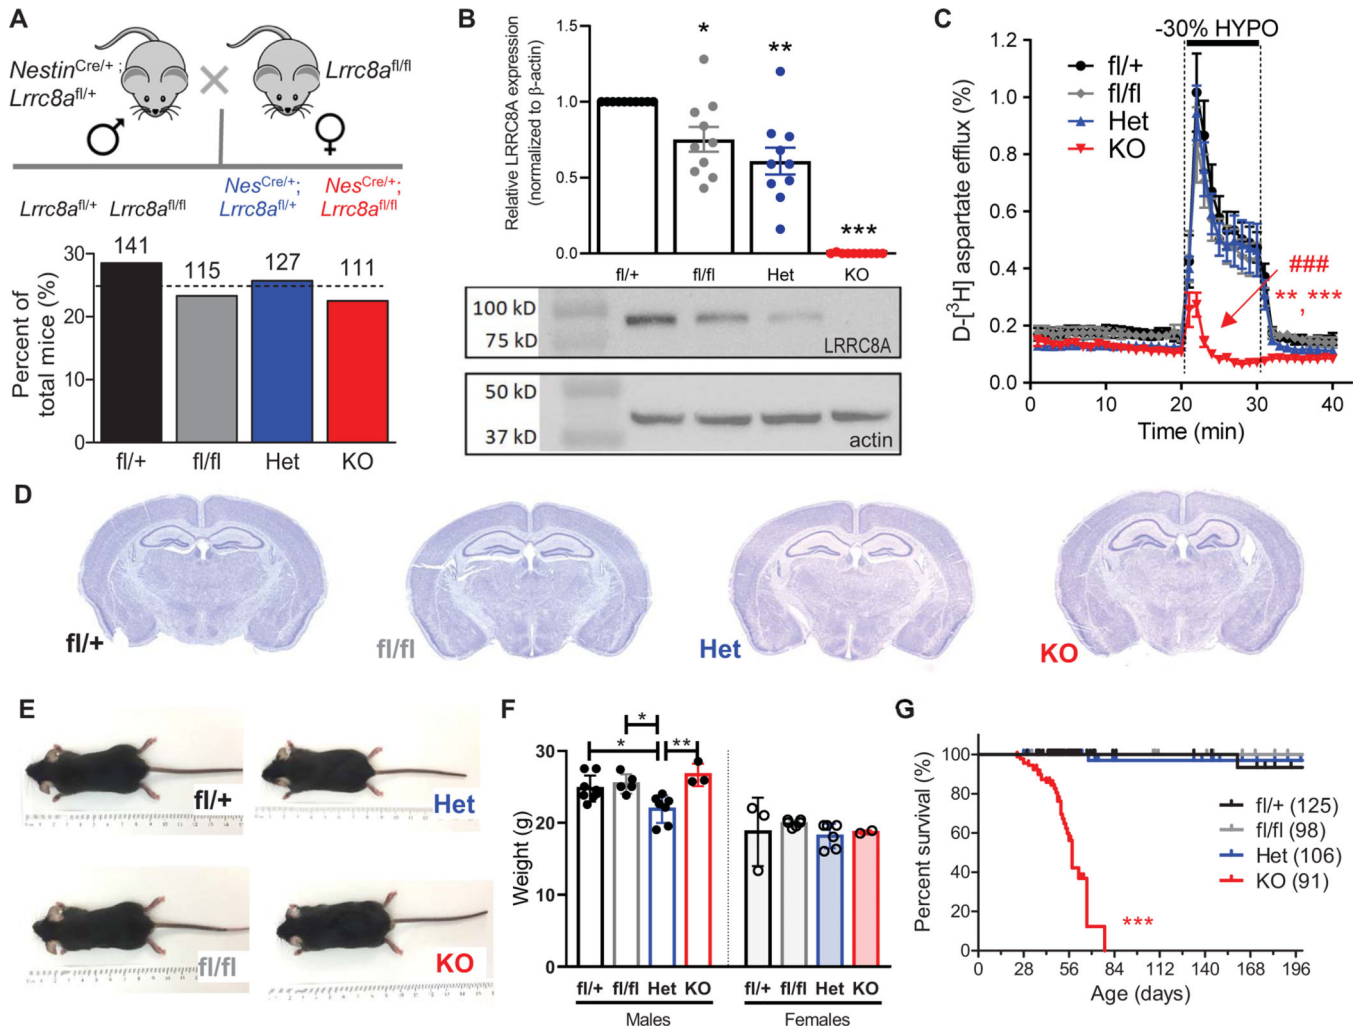 A
Nestin^Cre/+;
Lrrc8a^fl/+
Lrrc8a^fl/fl
Lrrc8a^fl/+
Lrrc8a^fl/fl
Nes^Cre/+;
Lrrc8a^fl/+
Nes^Cre/+;
Lrrc8a^fl/fl
Percent of
total mice (%)
30
20
10
0
141
115
127
111
fl/+
fl/fl
Het
KO
B
Relative LRRC8A expression
(normalized to β-actin)
1.5
1.0
0.5
0.0
*
**
***
fl/+
fl/fl
Het
KO
100 kD
75 kD
LRRC8A
50 kD
37 kD
actin
C
-30% HYPO
D-[³H] aspartate efflux (%)
1.2
1.0
0.8
0.6
0.4
0.2
0.0
fl/+
fl/fl
Het
KO
###
**, ***
0
10
20
30
40
Time (min)
D
fl/+
fl/fl
Het
KO
E
fl/+
Het
fl/fl
KO
F
Weight (g)
30
20
10
0
*
*
**
fl/+
fl/fl
Het
KO
fl/+
fl/fl
Het
KO
Males
Females
G
Percent survival (%)
100
80
60
40
20
0
fl/+ (125)
fl/fl (98)
Het (106)
KO (91)
***
0
28
56
84
112
140
168
196
Age (days)